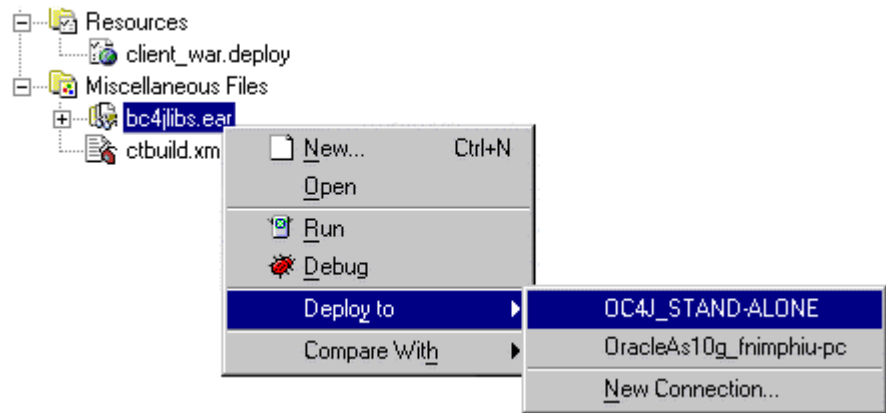 Resources
client_war.deploy
Miscellaneous Files
bc4jlibs.ear
ctbuild.xm
New... Ctrl+N
Open
Run
Debug
Deploy to
Compare With
OC4J_STAND-ALONE
OracleAs10g_fnimphiu-pc
New Connection...